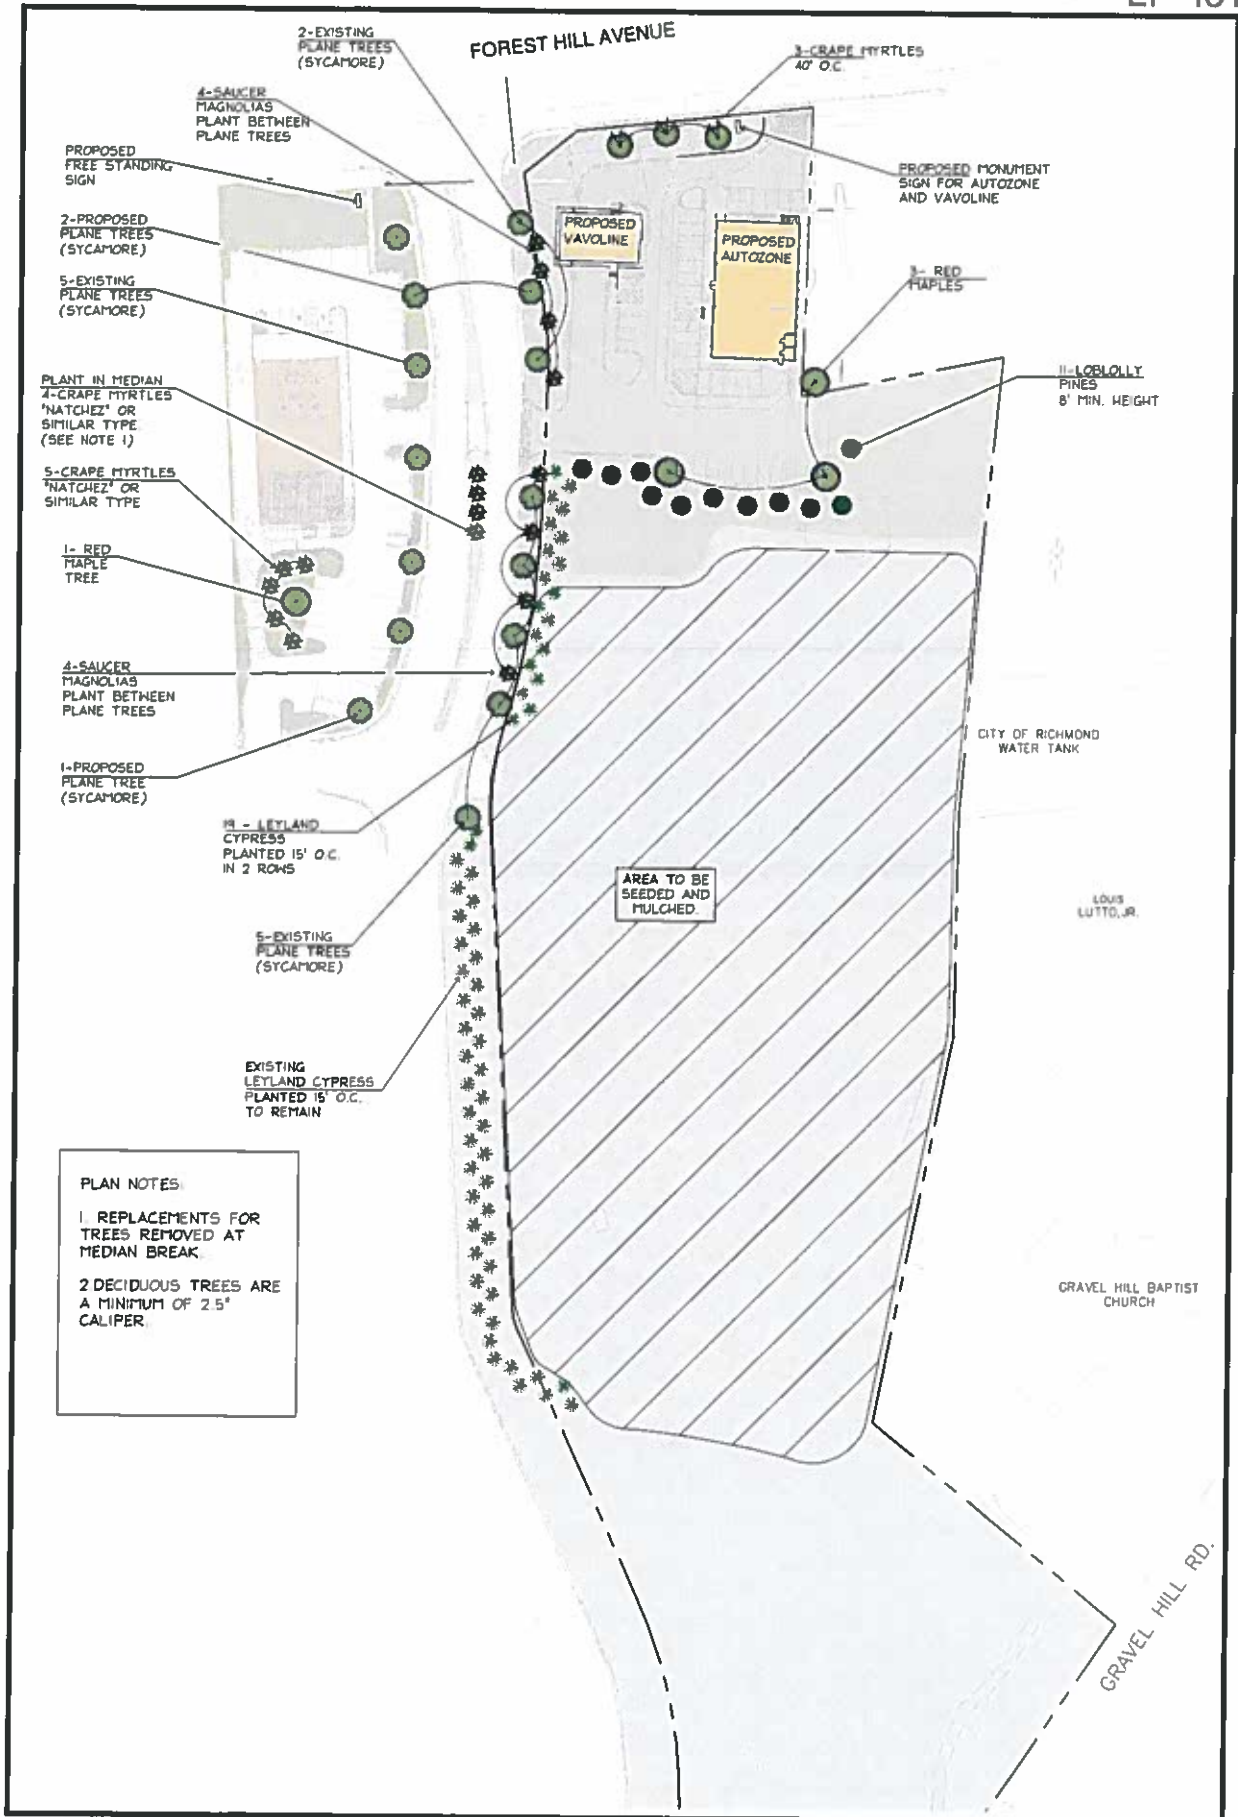 2-EXISTING
PLANE TREES
(SYCAMORE)
FOREST HILL AVENUE
3-CRAPE MYRTLES
40' O.C.
4-SAUCER
MAGNOLIAS
PLANT BETWEEN
PLANE TREES
PROPOSED
FREE STANDING
SIGN
PROPOSED MONUMENT
SIGN FOR AUTOZONE
AND VAVOLINE
2-PROPOSED
PLANE TREES
(SYCAMORE)
PROPOSED
VAVOLINE
PROPOSED
AUTOZONE
5-EXISTING
PLANE TREES
(SYCAMORE)
3- RED
MAPLES
PLANT IN MEDIAN
4-CRAPE MYRTLES
"NATCHEZ" OR
SIMILAR TYPE
(SEE NOTE 1)
11-LOBLOLLY
PINES
8' MIN. HEIGHT
5-CRAPE MYRTLES
"NATCHEZ" OR
SIMILAR TYPE
1- RED
MAPLE
TREE
4-SAUCER
MAGNOLIAS
PLANT BETWEEN
PLANE TREES
CITY OF RICHMOND
WATER TANK
1-PROPOSED
PLANE TREE
(SYCAMORE)
19 - LEYLAND
CYPRESS
PLANTED 15' O.C.
IN 2 ROWS
AREA TO BE
SEEDED AND
MULCHED.
LOUIS
LUTTO, JR.
5-EXISTING
PLANE TREES
(SYCAMORE)
EXISTING
LEYLAND CYPRESS
PLANTED 15' O.C.
TO REMAIN
PLAN NOTES:
1. REPLACEMENTS FOR
TREES REMOVED AT
MEDIAN BREAK.
2 DECIDUOUS TREES ARE
A MINIMUM OF 2.5"
CALIPER.
GRAVEL HILL BAPTIST
CHURCH
GRAVEL HILL RD.